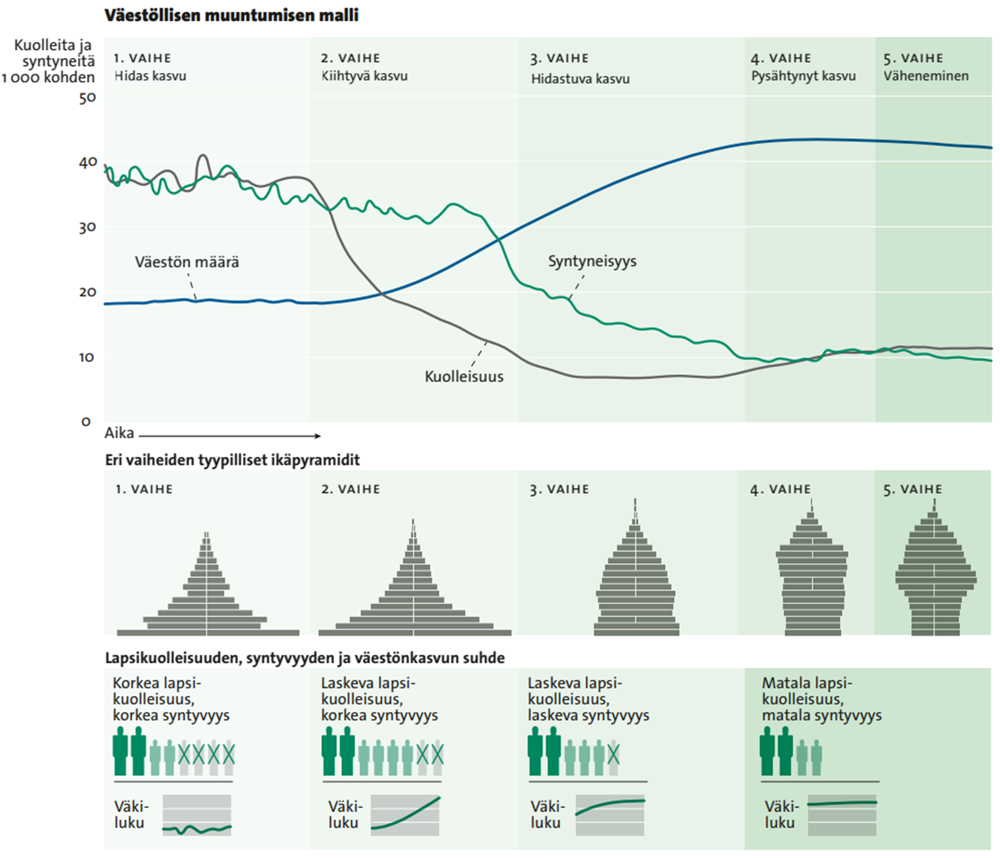 Väestöllisen muuntumisen malli
Kuolleita ja
syntyneitä
1 000 kohden
1. VAIHE
Hidas kasvu
2. VAIHE
Kiihtyvä kasvu
3. VAIHE
Hidastuva kasvu
4. VAIHE
Pysähtynyt kasvu
5. VAIHE
Väheneminen
50
40
30
20
10
0
Väestön määrä
Syntyneisyys
Kuolleisuus
Aika
Eri vaiheiden tyypilliset ikäpyramidit
1. VAIHE
2. VAIHE
3. VAIHE
4. VAIHE
5. VAIHE
Lapsikuolleisuuden, syntyvyyden ja väestönkasvun suhde
Korkea lapsi-
kuolleisuus,
korkea syntyvyys
Laskeva lapsi-
kuolleisuus,
korkea syntyvyys
Laskeva lapsi-
kuolleisuus,
laskeva syntyvyys
Matala lapsi-
kuolleisuus,
matala syntyvyys
Väki-
luku
Väki-
luku
Väki-
luku
Väki-
luku